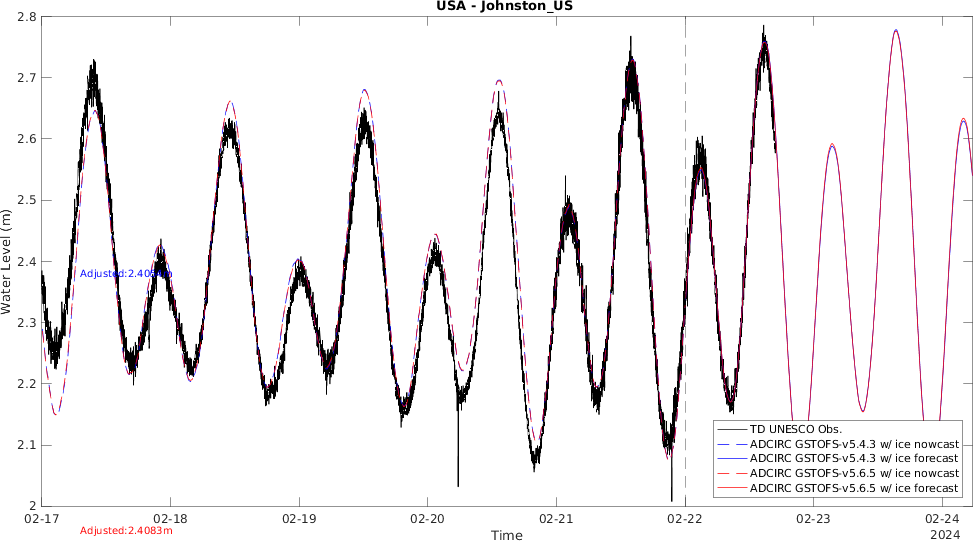 USA - Johnston_US
2.8
2.7
2.6
2.5
2.4
2.3
2.2
2.1
2
Water Level (m)
TD UNESCO Obs.
ADCIRC GSTOFS-v5.4.3 w/ ice nowcast
ADCIRC GSTOFS-v5.4.3 w/ ice forecast
ADCIRC GSTOFS-v5.6.5 w/ ice nowcast
ADCIRC GSTOFS-v5.6.5 w/ ice forecast
02-17 02-18 02-19 02-20 02-21 02-22 02-23 02-24
Adjusted:2.4083m
Time
2024